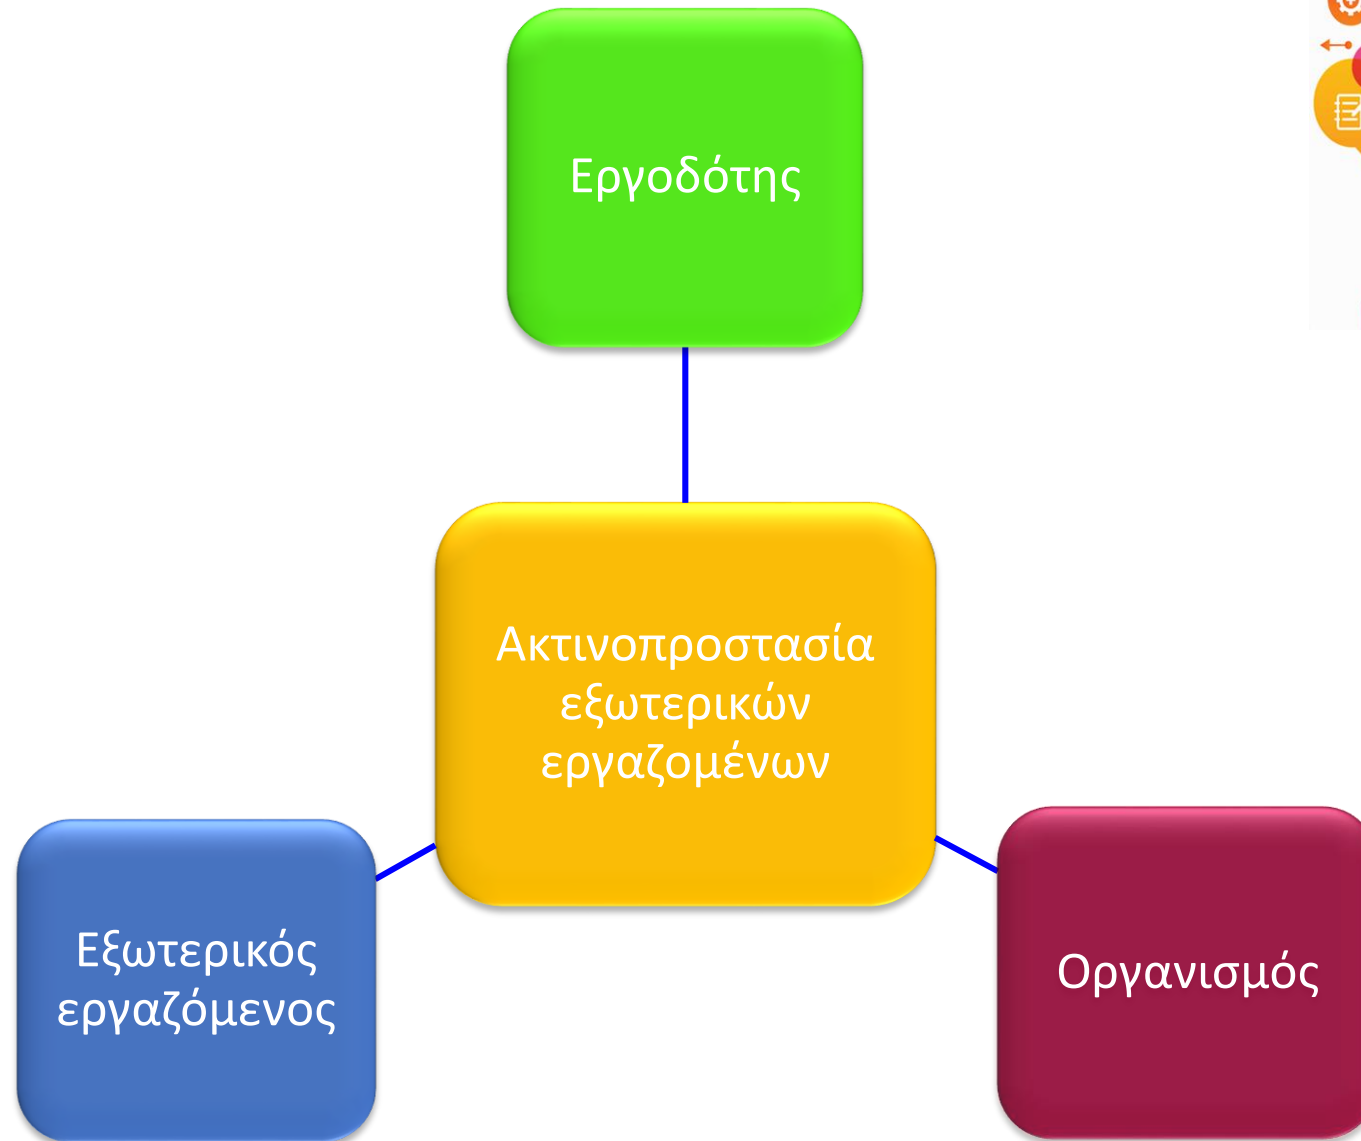 Εργοδότης
Ακτινοπροστασία
εξωτερικών
εργαζομένων
Εξωτερικός
εργαζόμενος
Οργανισμός